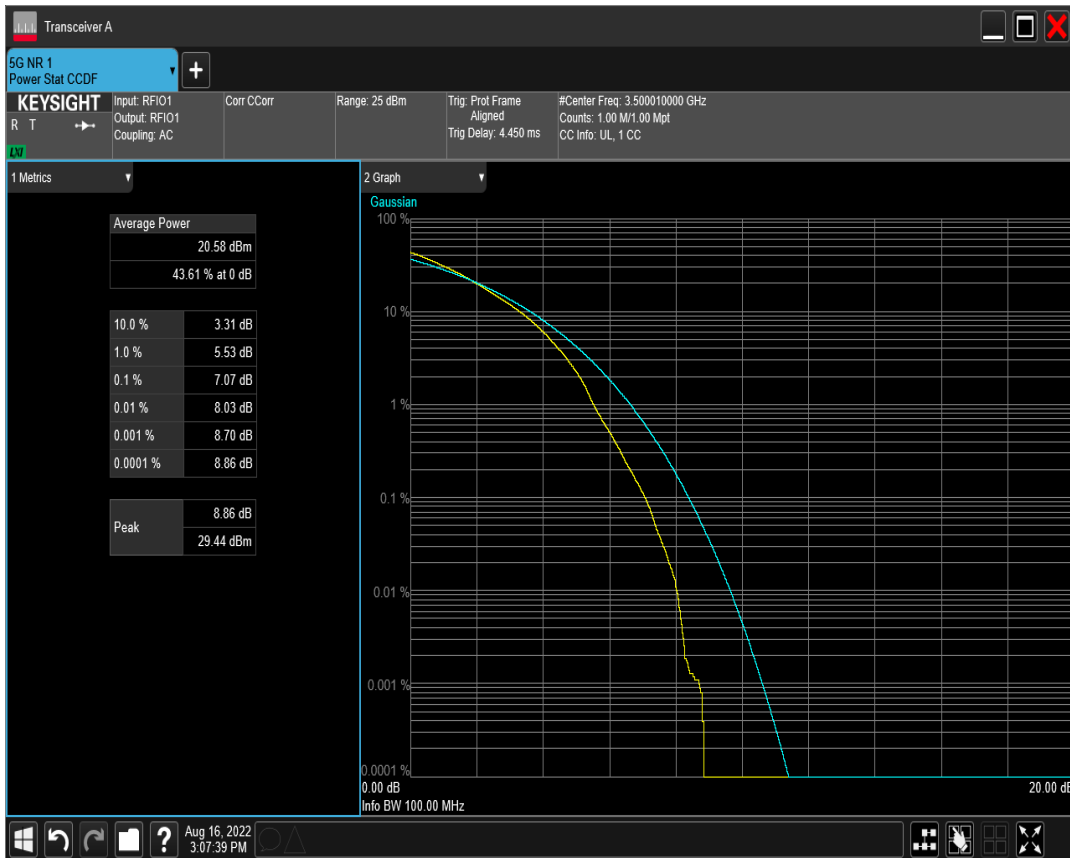 Transceiver A
5G NR 1
Power Stat CCDF
KEYSIGHT
R T
LXI
Input: RFIO1
Output: RFIO1
Coupling: AC
Corr CCorr
Range: 25 dBm
Trig: Prot Frame
Aligned
Trig Delay: 4.450 ms
#Center Freq: 3.500010000 GHz
Counts: 1.00 M/1.00 Mpt
CC Info: UL, 1 CC
1 Metrics
Average Power
20.58 dBm
43.61 % at 0 dB
10.0 % 3.31 dB
1.0 % 5.53 dB
0.1 % 7.07 dB
0.01 % 8.03 dB
0.001 % 8.70 dB
0.0001 % 8.86 dB
Peak
8.86 dB
29.44 dBm
2 Graph
Gaussian
100 %
10 %
1 %
0.1 %
0.01 %
0.001 %
0.0001 %
0.00 dB
20.00 dB
Info BW 100.00 MHz
?
Aug 16, 2022
3:07:39 PM